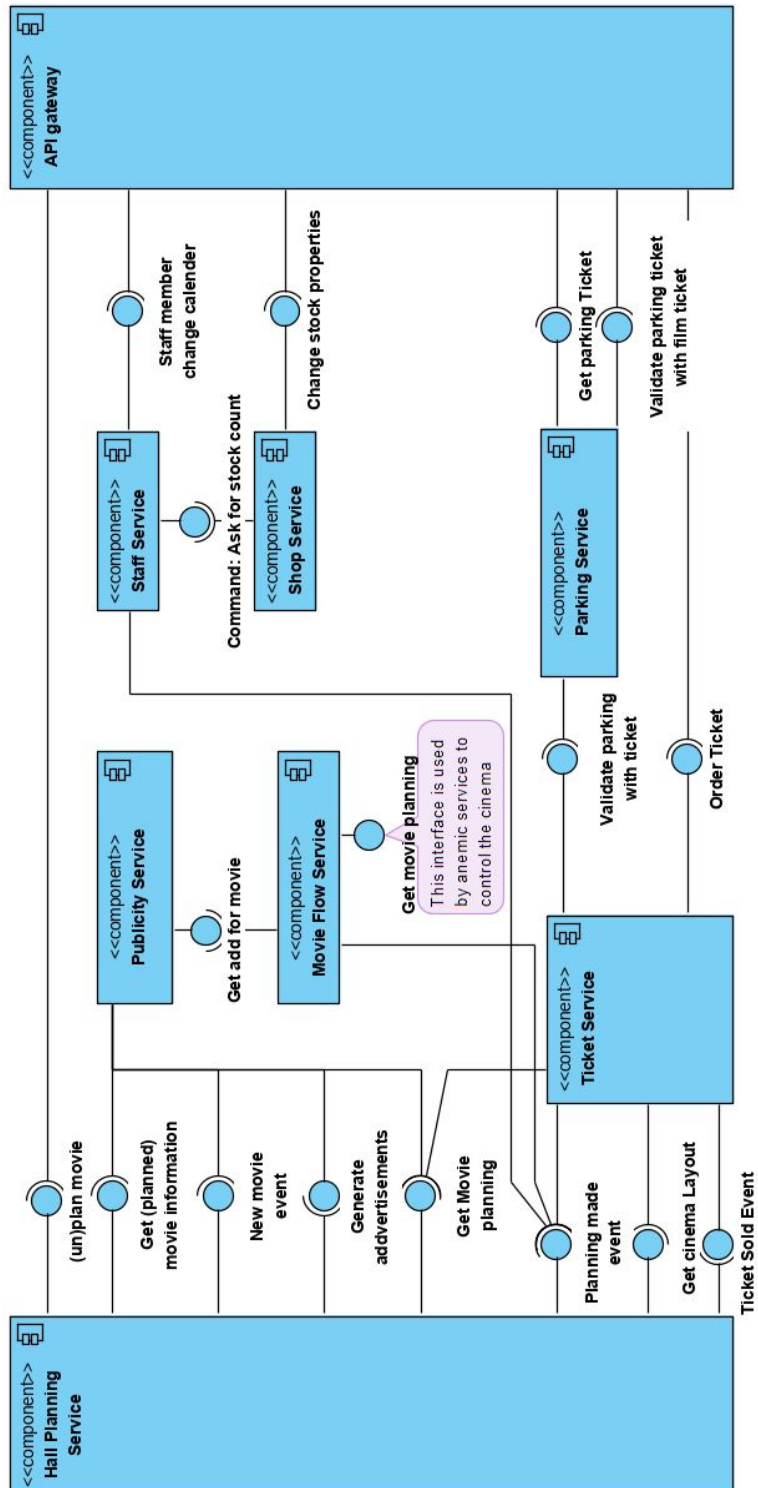 <<component>>
API gateway
Staff member
change calender
Change stock properties
Get parking Ticket
Validate parking ticket
with film ticket
<<component>>
Staff Service
Command: Ask for stock count
<<component>>
Shop Service
<<component>>
Parking Service
Validate parking
with ticket
Order Ticket
<<component>>
Publicity Service
Get add for movie
<<component>>
Movie Flow Service
Get movie planning
This interface is used
by anemic services to
control the cinema
<<component>>
Ticket Service
(un)plan movie
Get (planned)
movie information
New movie
event
Generate
addvertisements
Get Movie
planning
Planning made
event
Get cinema Layout
Ticket Sold Event
<<component>>
Hall Planning
Service